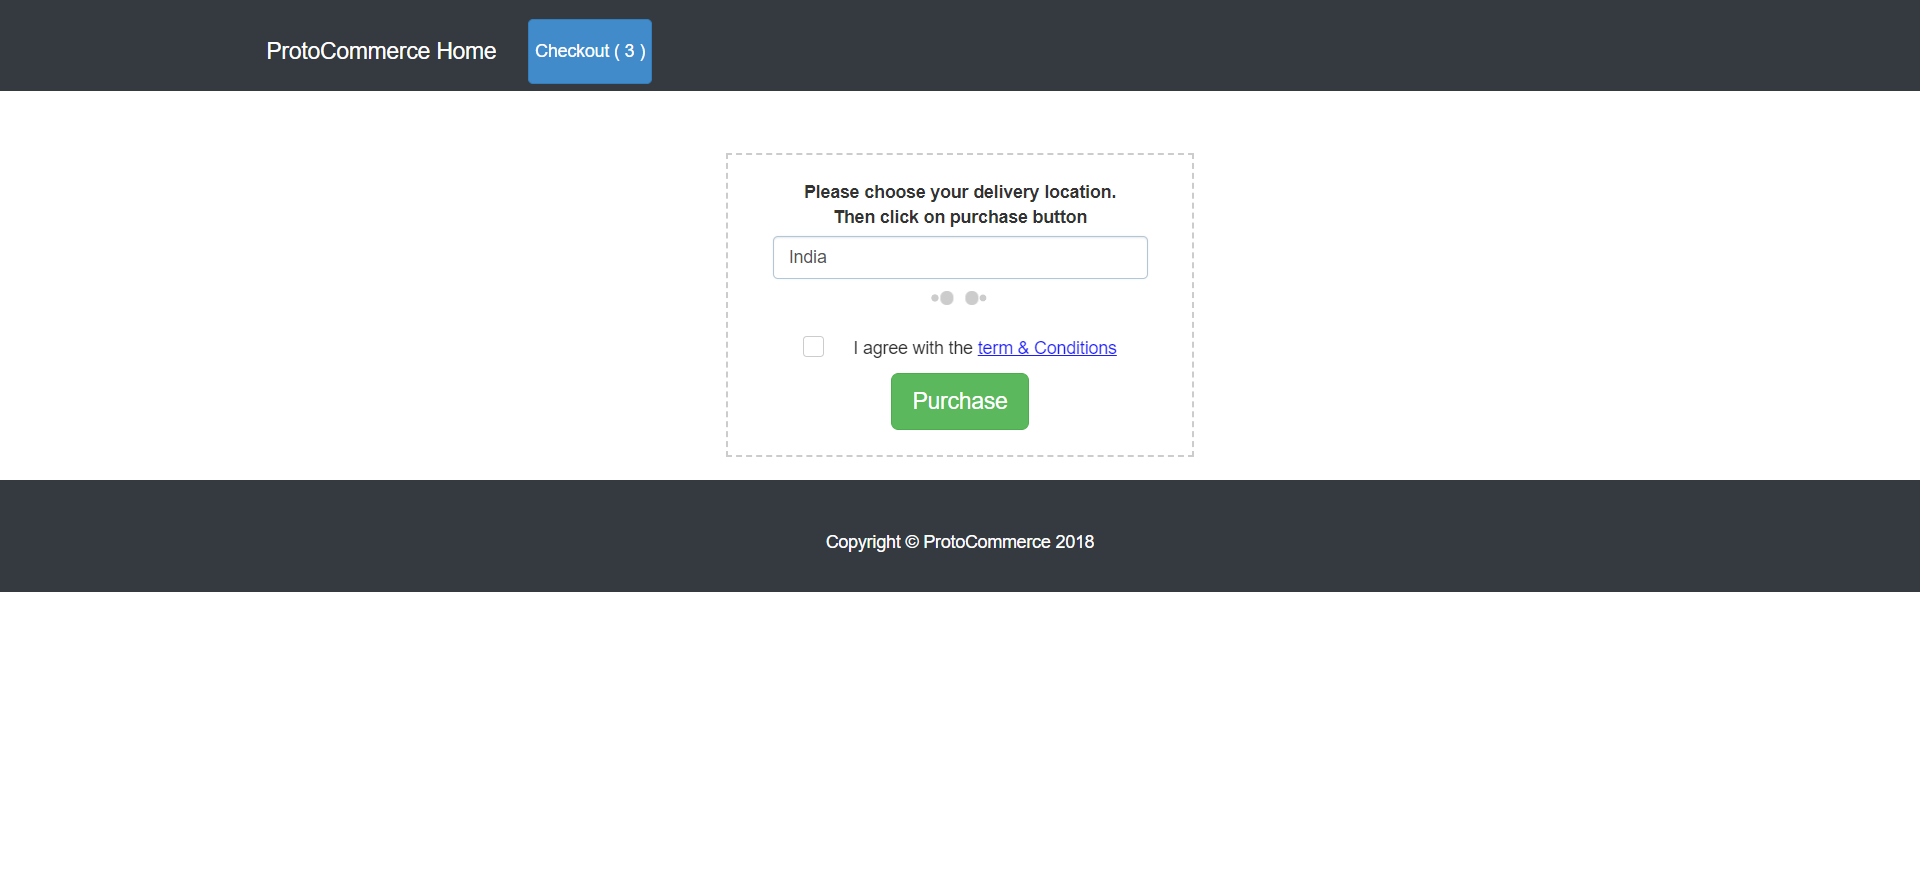 ProtoCommerce Home
Checkout ( 3 )
Please choose your delivery location.
Then click on purchase button
India
I agree with the term & Conditions
Purchase
Copyright © ProtoCommerce 2018